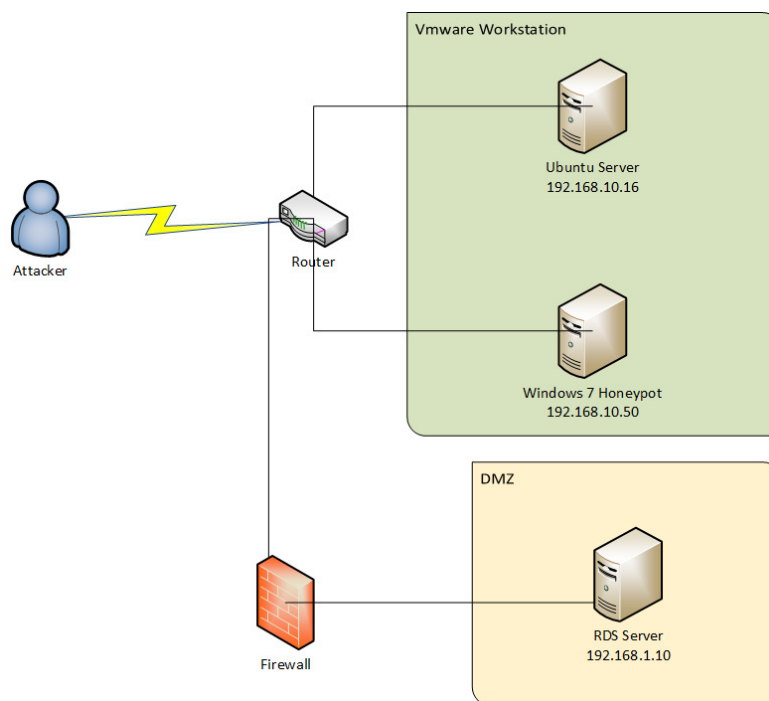 Vmware Workstation
Ubuntu Server
192.168.10.16
Attacker
Router
Windows 7 Honeypot
192.168.10.50
DMZ
RDS Server
192.168.1.10
Firewall